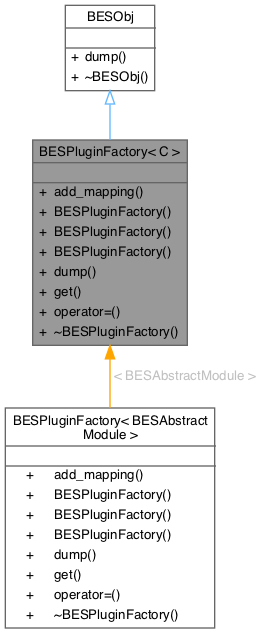 BESObj
+ dump()
+ ~BESObj()
BESPluginFactory< C >
+ add_mapping()
+ BESPluginFactory()
+ BESPluginFactory()
+ BESPluginFactory()
+ dump()
+ get()
+ operator=()
+ ~BESPluginFactory()
< BESAbstractModule >
BESPluginFactory< BESAbstract
Module >
+ add_mapping()
+ BESPluginFactory()
+ BESPluginFactory()
+ BESPluginFactory()
+ dump()
+ get()
+ operator=()
+ ~BESPluginFactory()